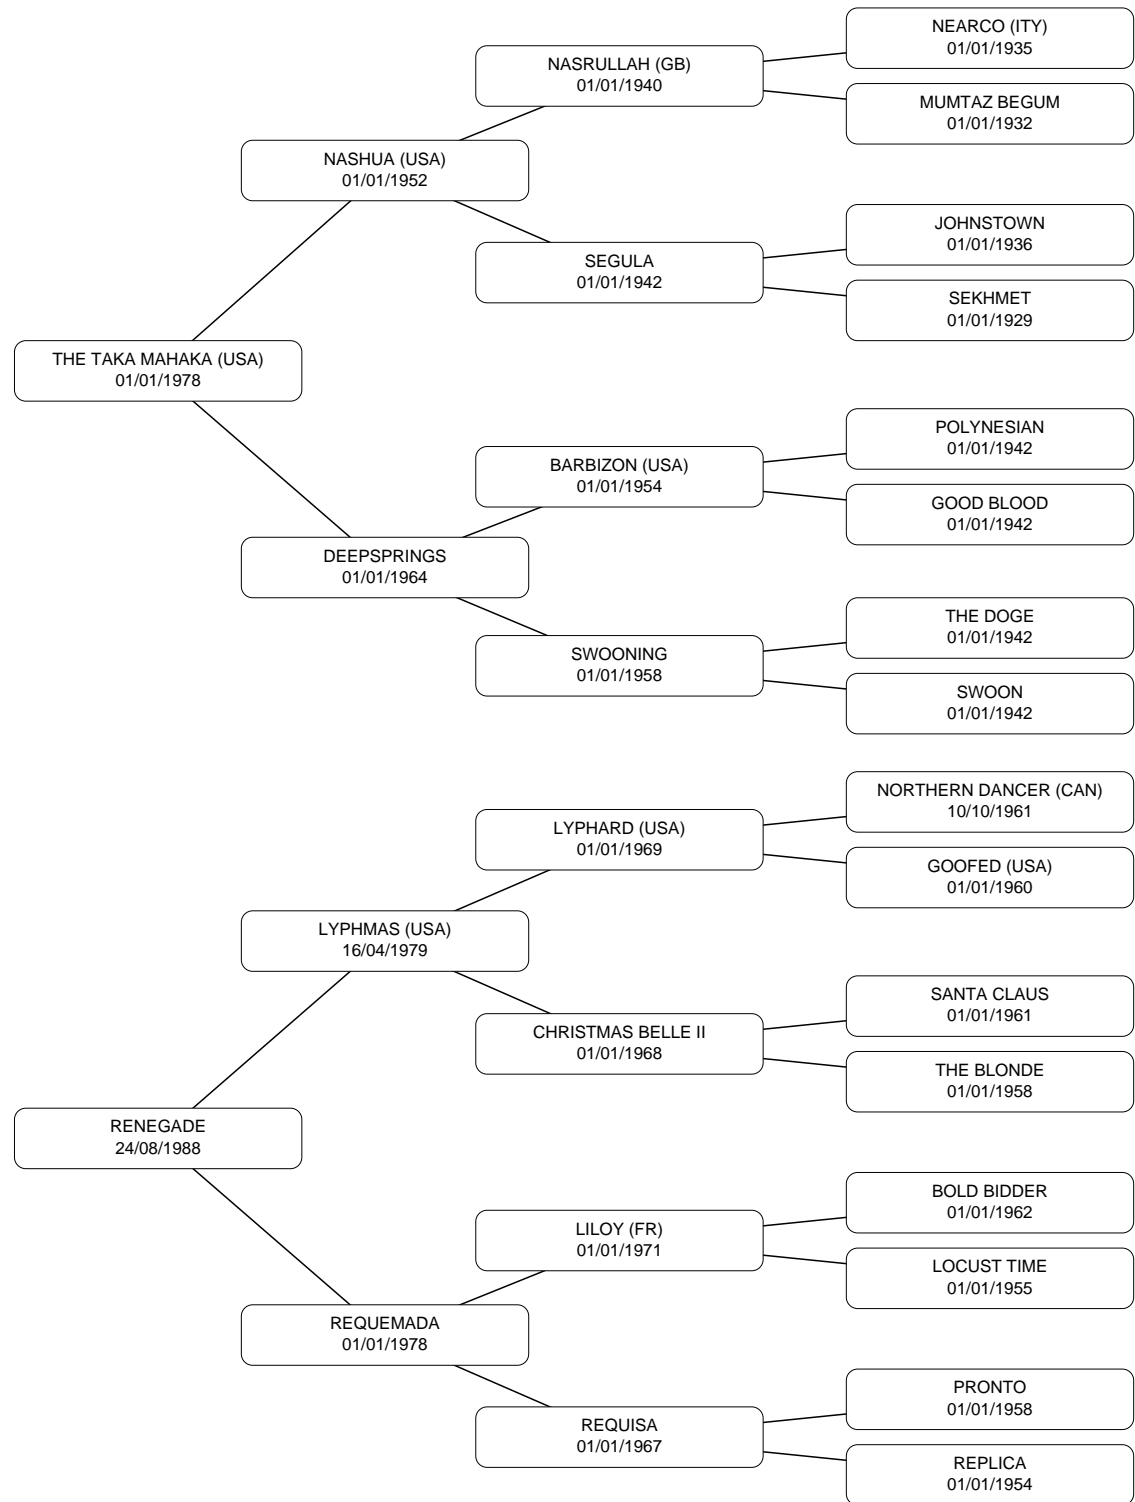 NEARCO (ITY)
01/01/1935
NASRULLAH (GB)
01/01/1940
MUMTAZ BEGUM
01/01/1932
NASHUA (USA)
01/01/1952
JOHNSTOWN
01/01/1936
SEGULA
01/01/1942
SEKHMET
01/01/1929
THE TAKA MAHAKA (USA)
01/01/1978
POLYNESIAN
01/01/1942
BARBIZON (USA)
01/01/1954
GOOD BLOOD
01/01/1942
DEEPSPRINGS
01/01/1964
THE DOGE
01/01/1942
SWOONING
01/01/1958
SWOON
01/01/1942
NORTHERN DANCER (CAN)
10/10/1961
LYPHARD (USA)
01/01/1969
GOOFED (USA)
01/01/1960
LYPHMAS (USA)
16/04/1979
SANTA CLAUS
01/01/1961
CHRISTMAS BELLE II
01/01/1968
THE BLONDE
01/01/1958
RENEGADE
24/08/1988
BOLD BIDDER
01/01/1962
LILOY (FR)
01/01/1971
LOCUST TIME
01/01/1955
REQUEMADA
01/01/1978
PRONTO
01/01/1958
REQUISA
01/01/1967
REPLICA
01/01/1954